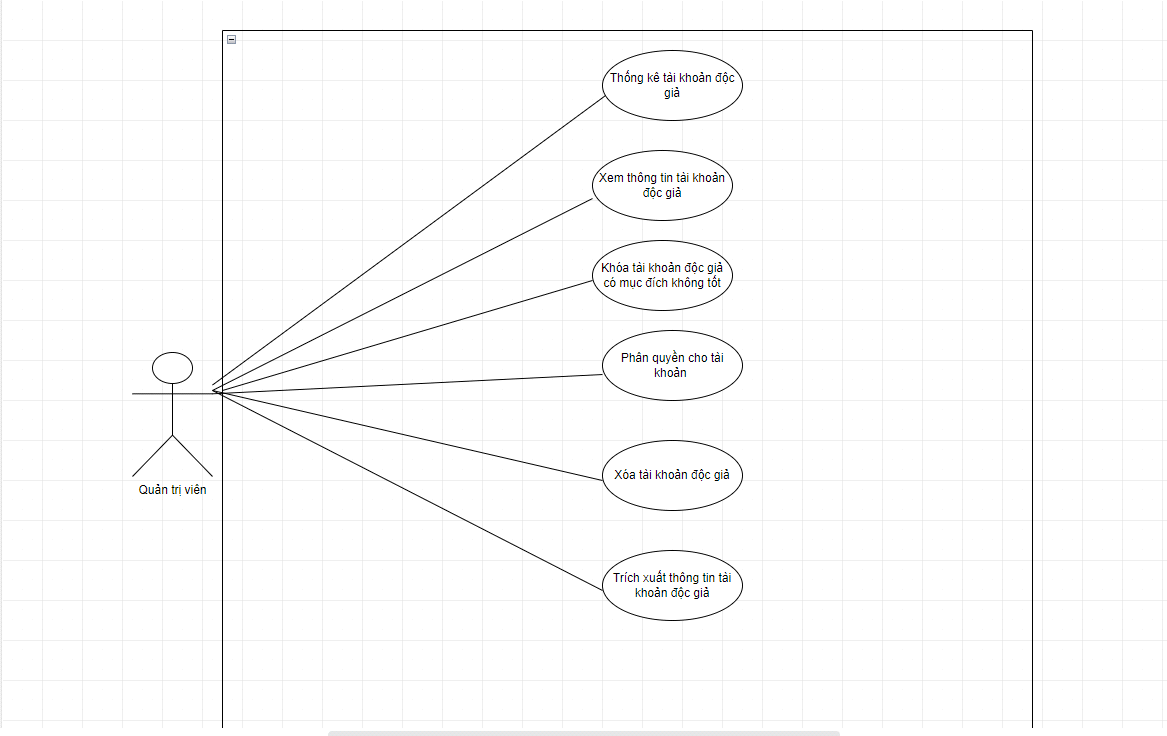 Thống kê tài khoản độc
giả
Xem thông tin tài khoản
độc giả
Khóa tài khoản độc giả
có mục đích không tốt
Phân quyền cho tài
khoản
Quản trị viên
Xóa tài khoản độc giả
Trích xuất thông tin tài
khoản độc giả